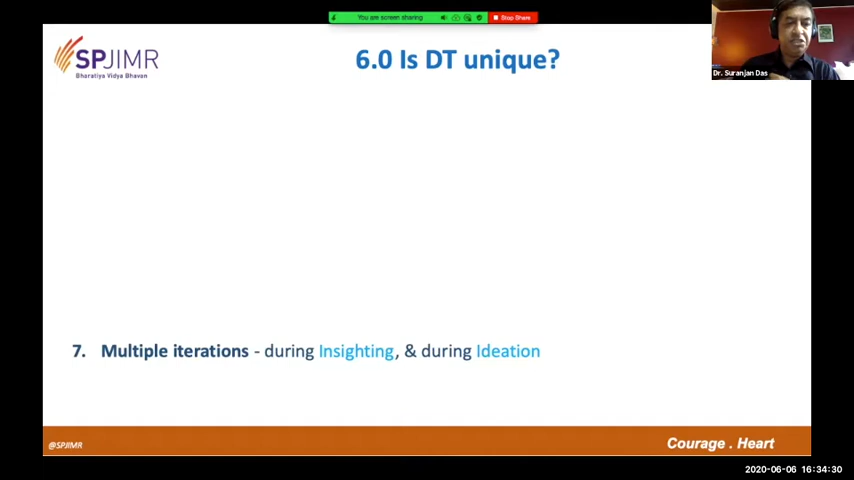 You are screen sharing
Stop Share
SPJIMR
Bharatiya Vidya Bhavan
6.0 Is DT unique?
Dr. Suranjan Das
7. Multiple iterations - during Insighting, & during Ideation
@SPJIMR
Courage . Heart
2020-06-06 16:34:30